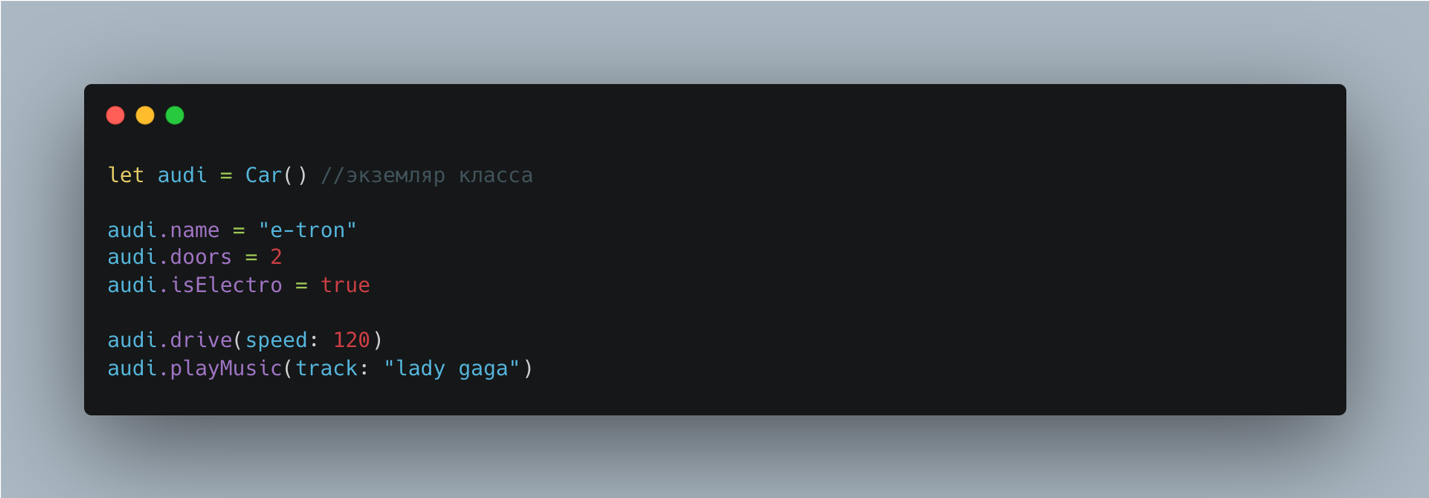 let audi = Car() //экземляр класса
audi.name = "e-tron"
audi.doors = 2
audi.isElectro = true
audi.drive(speed: 120)
audi.playMusic(track: "lady gaga")